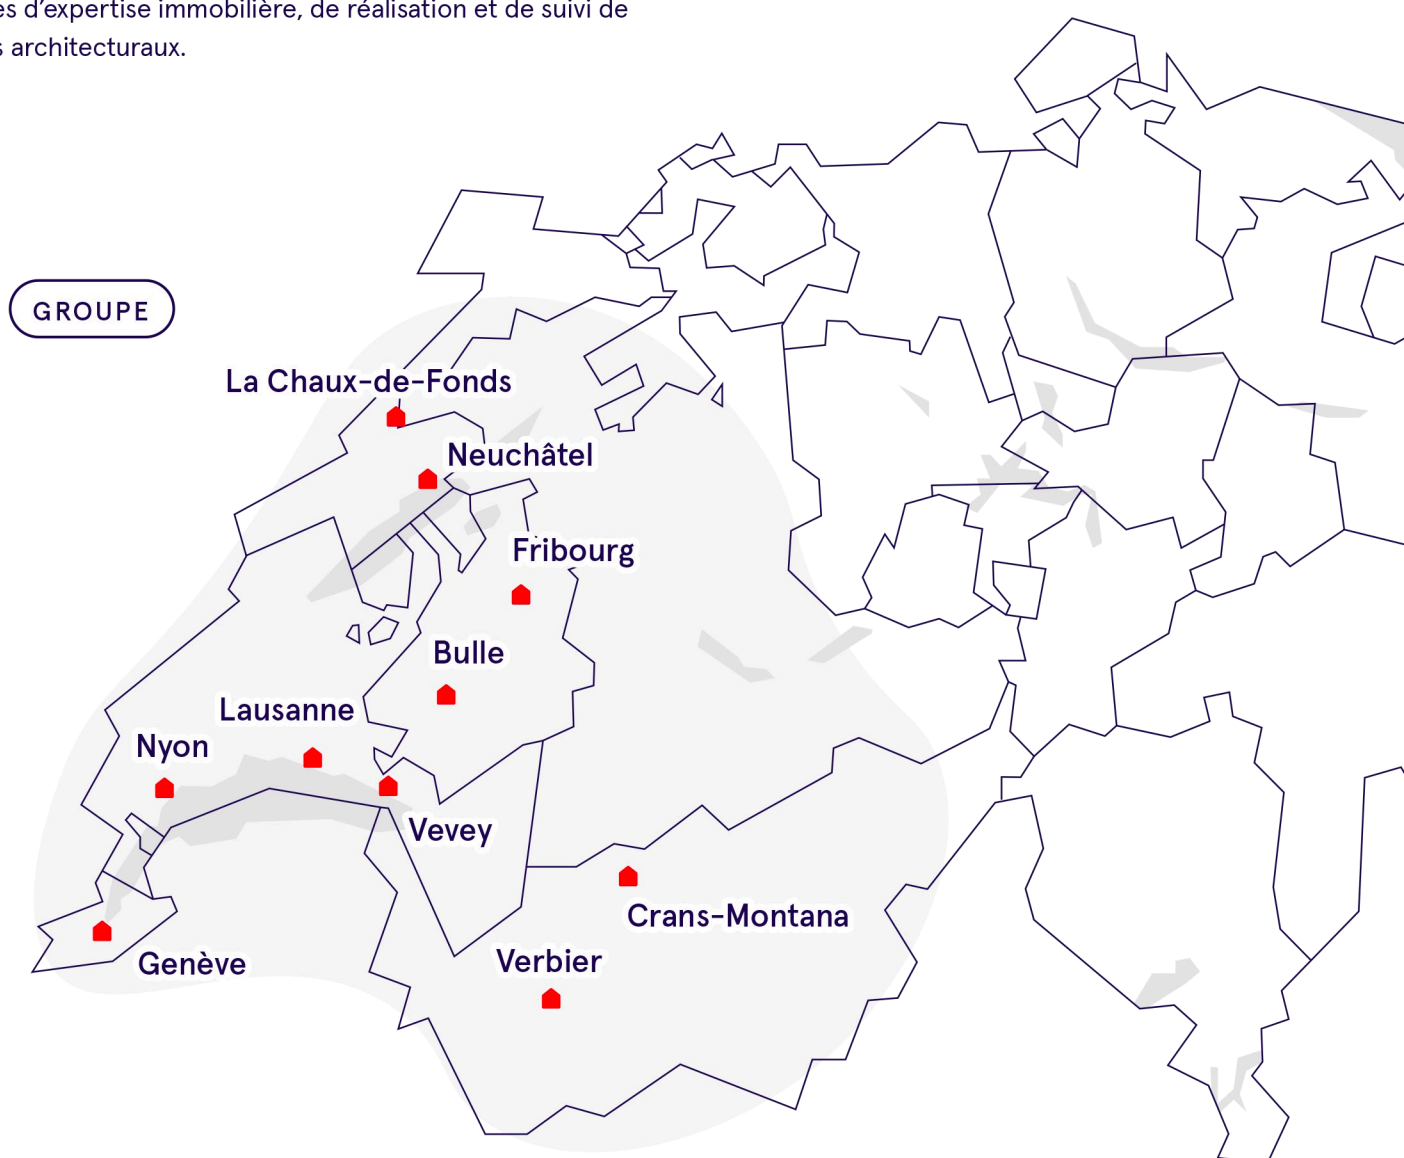 es d’expertise immobilière, de réalisation et de suivi de
s architecturaux.
GROUPE
La Chaux-de-Fonds
Neuchâtel
Fribourg
Bulle
Lausanne
Nyon
Vevey
Crans-Montana
Verbier
Genève